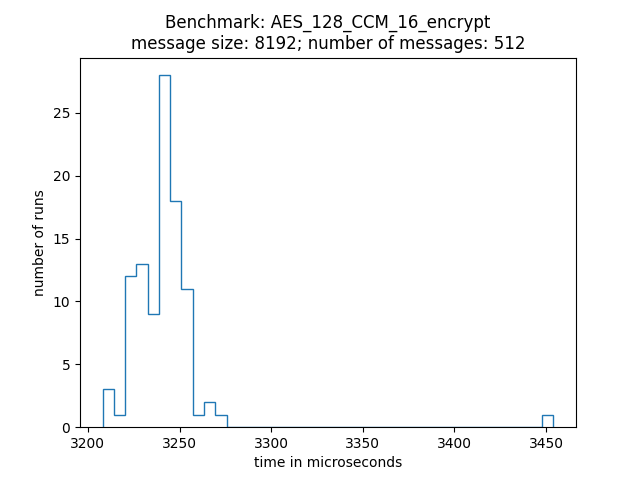 Benchmark: AES_128_CCM_16_encrypt
message size: 8192; number of messages: 512
number of runs
25
20
15
10
5
0
3200 3250 3300 3350 3400 3450
time in microseconds